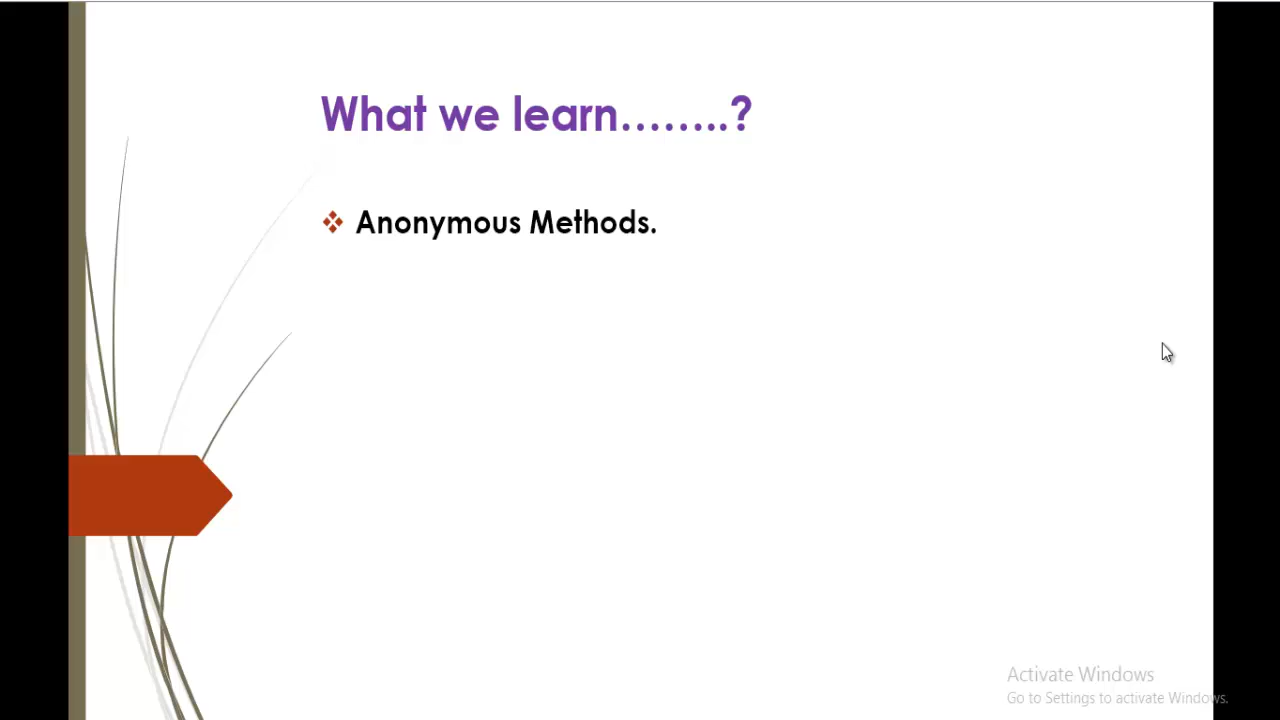 What we learn……..?
Anonymous Methods.
Activate Windows
Go to Settings to activate Windows.